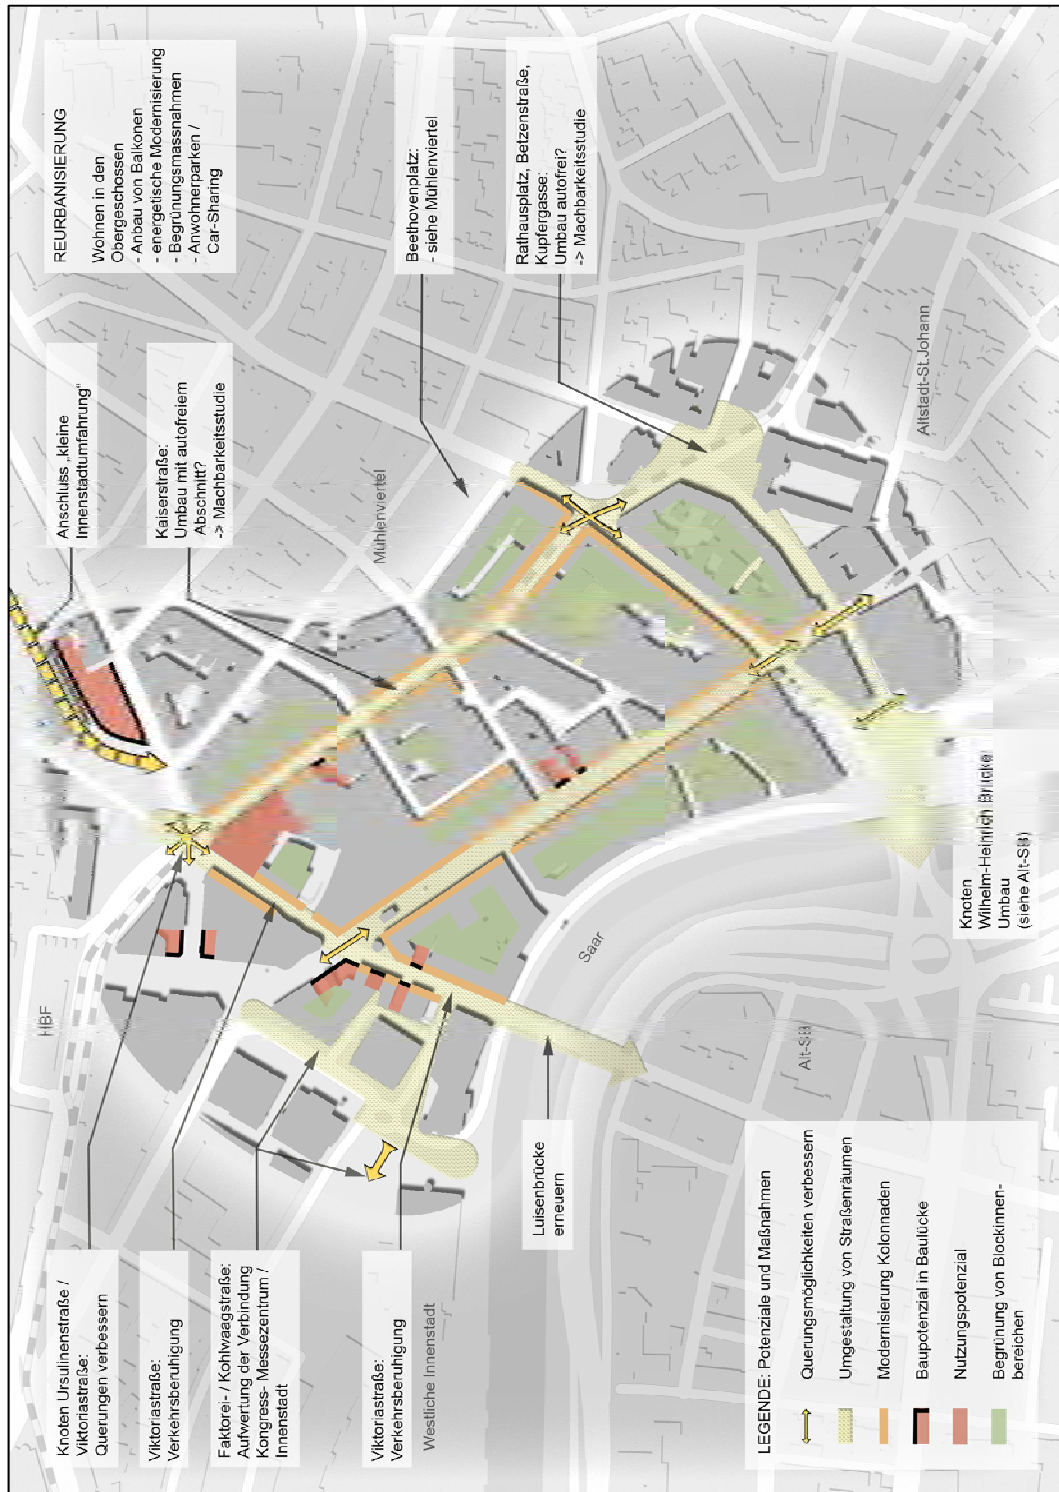 REURBANISIERUNG
Wohnen in den
Obergeschossen
- Anbau von Balkonen
- energetische Modernisierung
- Begrünungsmassnahmen
- Anwohnerparken /
Car-Sharing
Beethovenplatz:
- siehe Mühlenviertel
Rathausplatz, Betzenstraße,
Kupfergasse:
Umbau autofrei?
-> Machbarkeitsstudie
Anschluss „kleine
Innenstadtumfahrung“
Kaiserstraße:
Umbau mit autofreiem
Abschnitt?
-> Machbarkeitsstudie
Mühlenviertel
Altstadt-St.Johann
HBF
Saar
Alt-SB
Knoten
Wilhelm-Heinrich Brücke:
Umbau
(siehe Alt-SB)
Luisenbrücke
erneuern
Knoten Ursulinenstraße /
Viktoriastraße:
Querungen verbessern
Viktoriastraße:
Verkehrsberuhigung
Faktorei- / Kohlwaagstraße:
Aufwertung der Verbindung
Kongress- Messezentrum /
Innenstadt
Viktoriastraße:
Verkehrsberuhigung
Westliche Innenstadt
LEGENDE: Potenziale und Maßnahmen
Querungsmöglichkeiten verbessern
Umgestaltung von Straßenräumen
Modernisierung Kolonnaden
Baupotenzial in Baulücke
Nutzungspotenzial
Begrünung von Blockinnen-
bereichen